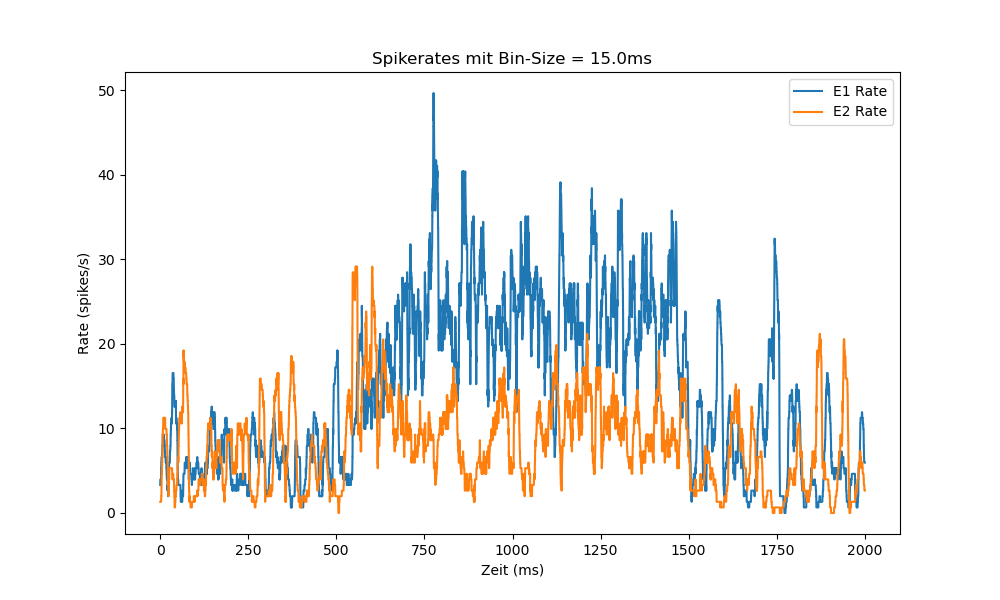 Spikerates mit Bin-Size = 15.0ms
E1 Rate
E2 Rate
Rate (spikes/s)
50
40
30
20
10
0
0 250 500 750 1000 1250 1500 1750 2000
Zeit (ms)